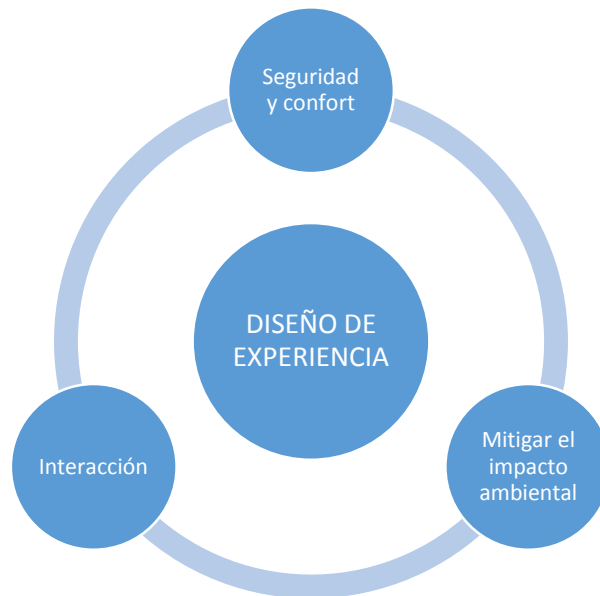 Seguridad
y confort
DISEÑO DE
EXPERIENCIA
Interacción
Mitigar el
impacto
ambiental